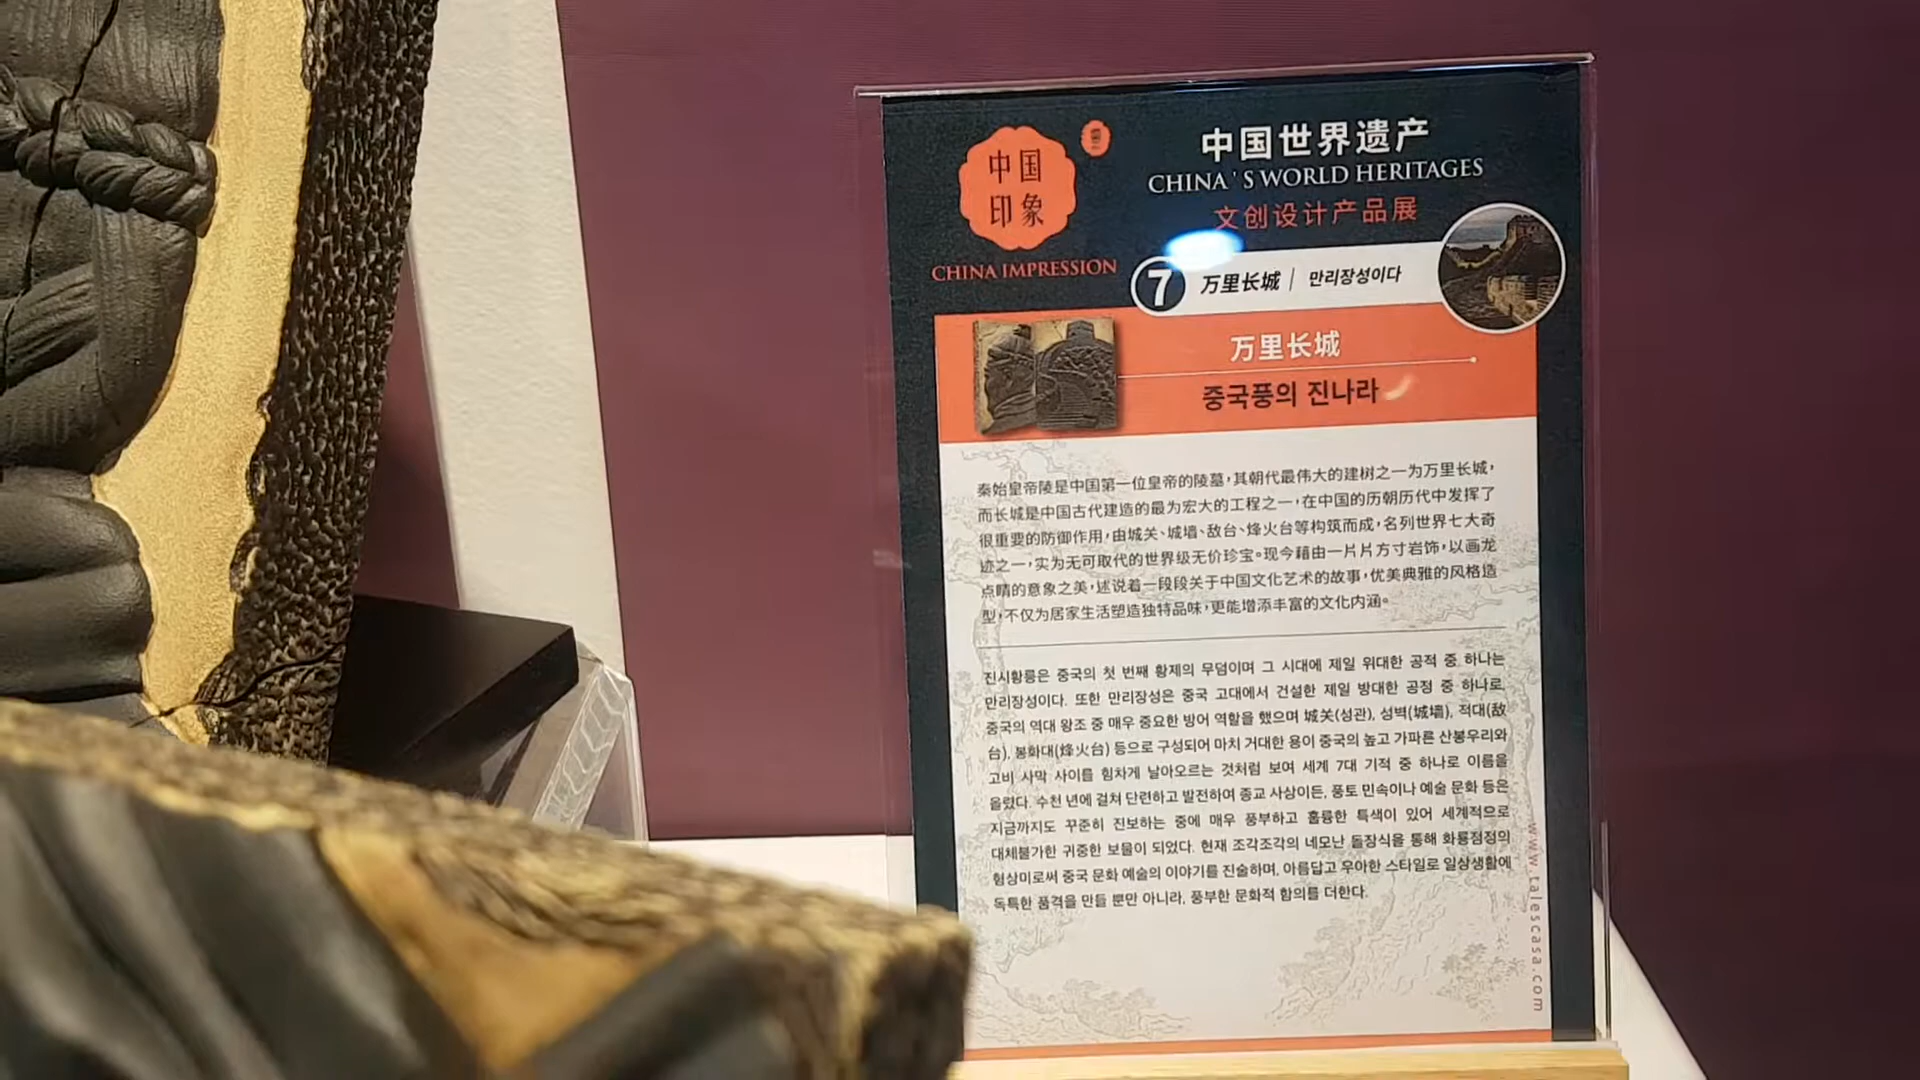 中国
印象
CHINA IMPRESSION
中国世界遗产
CHINA'S WORLD HERITAGES
文创设计产品展
7 万里长城 | 만리장성이다
万里长城
중국풍의 진나라
秦始皇帝陵是中国第一位皇帝的陵墓,其朝代最伟大的建树之一为万里长城,
而长城是中国古代建造的最为宏大的工程之一,在中国的历朝历代中发挥了
很重要的防御作用,由城关、城墙、敌台、烽火台等构筑而成,名列世界七大奇
迹之一,实为无可取代的世界级无价珍宝。现今藉由一片片方寸岩饰,以画龙
点睛的意象之美,述说着一段段关于中国文化艺术的故事,优美典雅的风格造
型,不仅为居家生活塑造独特品味,更能增添丰富的文化内涵。
진시황릉은 중국의 첫 번째 황제의 무덤이며 그 시대에 제일 위대한 공적 중 하나는
만리장성이다. 또한 만리장성은 중국 고대에서 건설한 제일 방대한 공정 중 하나로,
중국의 역대 왕조 중 매우 중요한 방어 역할을 했으며 城关(성관), 성벽(城墙), 적대(敌
台), 봉화대(烽火台) 등으로 구성되어 마치 거대한 용이 중국의 높고 가파른 산봉우리와
고비 사막 사이를 힘차게 날아오르는 것처럼 보여 세계 7대 기적 중 하나로 이름을
올렸다. 수천 년에 걸쳐 단련하고 발전하여 종교 사상이든, 풍토 민속이나 예술 문화 등은
지금까지도 꾸준히 진보하는 중에 매우 풍부하고 훌륭한 특색이 있어 세계적으로
대체불가한 귀중한 보물이 되었다. 현재 조각조각의 네모난 돌장식을 통해 화룡점정의
형상미로써 중국 문화 예술의 이야기를 진술하며, 아름답고 우아한 스타일로 일상생활에
독특한 품격을 만들 뿐만 아니라, 풍부한 문화적 함의를 더한다.
www.talescasa.com